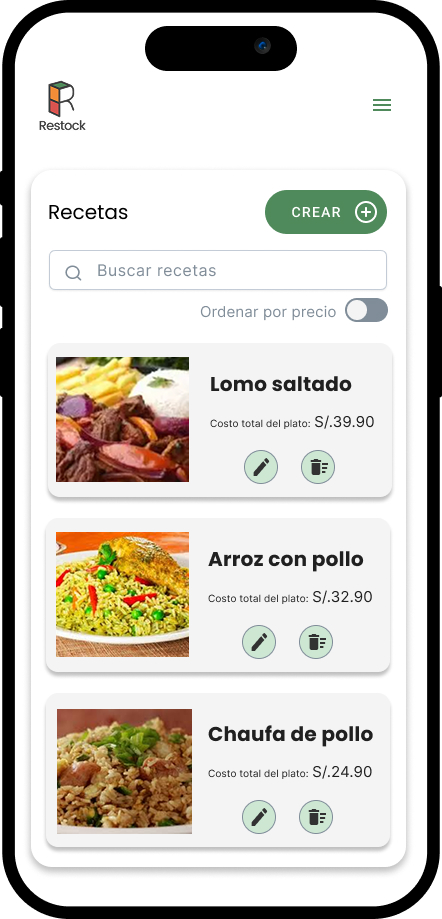 Restock
Recetas
CREAR
Buscar recetas
Ordenar por precio
Lomo saltado
Costo total del plato: S/.39.90
Arroz con pollo
Costo total del plato: S/.32.90
Chaufa de pollo
Costo total del plato: S/.24.90